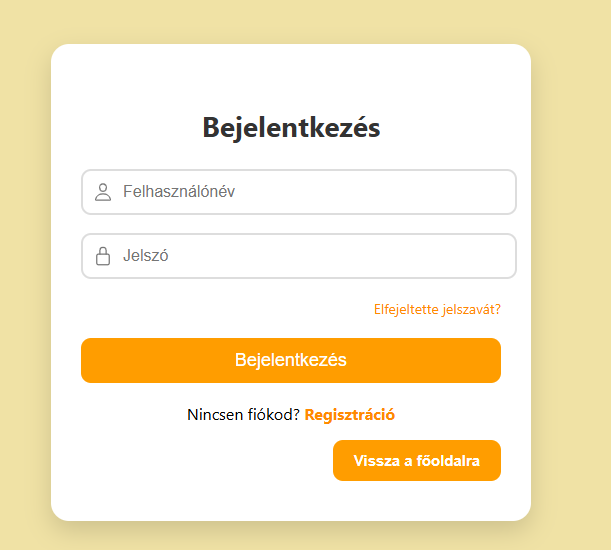 Bejelentkezés
Felhasználónév
Jelszó
Elfejeltette jelszavát?
Bejelentkezés
Nincsen fiókod? Regisztráció
Vissza a főoldalra